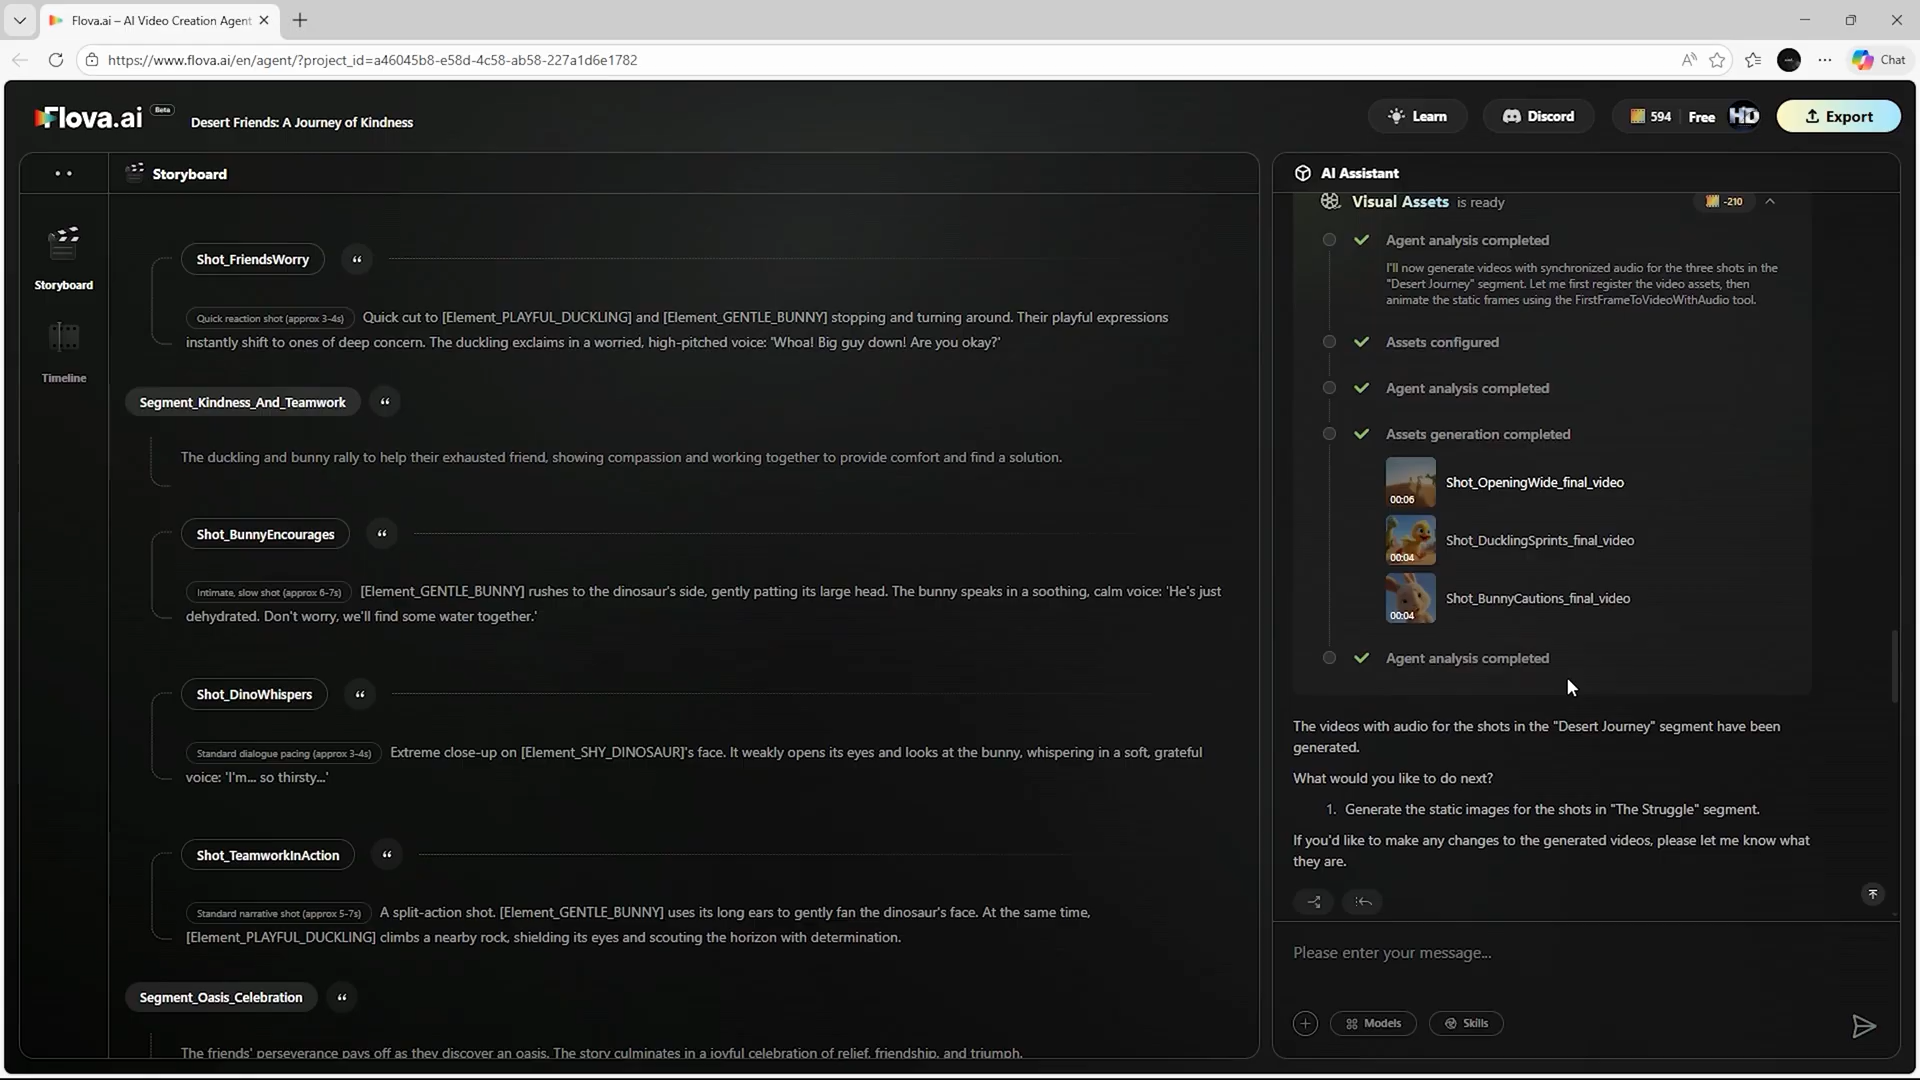 Flova.ai – AI Video Creation Agent
https://www.flova.ai/en/agent/?project_id=a46045b8-e58d-4c58-ab58-227a1d6e1782
Chat
Flova.ai
Beta
Desert Friends: A Journey of Kindness
Learn
Discord
594
Free
HD
Export
Storyboard
Storyboard
Timeline
Shot_FriendsWorry
Quick reaction shot (approx 3-4s) Quick cut to [Element_PLAYFUL_DUCKLING] and [Element_GENTLE_BUNNY] stopping and turning around. Their playful expressions
instantly shift to ones of deep concern. The duckling exclaims in a worried, high-pitched voice: 'Whoa! Big guy down! Are you okay?'
Segment_Kindness_And_Teamwork
The duckling and bunny rally to help their exhausted friend, showing compassion and working together to provide comfort and find a solution.
Shot_BunnyEncourages
Intimate, slow shot (approx 6-7s) [Element_GENTLE_BUNNY] rushes to the dinosaur's side, gently patting its large head. The bunny speaks in a soothing, calm voice: 'He's just
dehydrated. Don't worry, we'll find some water together.'
Shot_DinoWhispers
Standard dialogue pacing (approx 3-4s) Extreme close-up on [Element_SHY_DINOSAUR]'s face. It weakly opens its eyes and looks at the bunny, whispering in a soft, grateful
voice: 'I'm... so thirsty...'
Shot_TeamworkInAction
Standard narrative shot (approx 5-7s) A split-action shot. [Element_GENTLE_BUNNY] uses its long ears to gently fan the dinosaur's face. At the same time,
[Element_PLAYFUL_DUCKLING] climbs a nearby rock, shielding its eyes and scouting the horizon with determination.
Segment_Oasis_Celebration
The friends' perseverance pays off as they discover an oasis. The story culminates in a joyful celebration of relief, friendship, and triumph.
AI Assistant
Visual Assets is ready
-210
Agent analysis completed
I'll now generate videos with synchronized audio for the three shots in the
"Desert Journey" segment. Let me first register the video assets, then
animate the static frames using the FirstFrameToVideoWithAudio tool.
Assets configured
Agent analysis completed
Assets generation completed
00:06
Shot_OpeningWide_final_video
00:04
Shot_DucklingSprints_final_video
00:04
Shot_BunnyCautions_final_video
Agent analysis completed
The videos with audio for the shots in the "Desert Journey" segment have been
generated.
What would you like to do next?
1. Generate the static images for the shots in "The Struggle" segment.
If you'd like to make any changes to the generated videos, please let me know what
they are.
Please enter your message...
Models
Skills